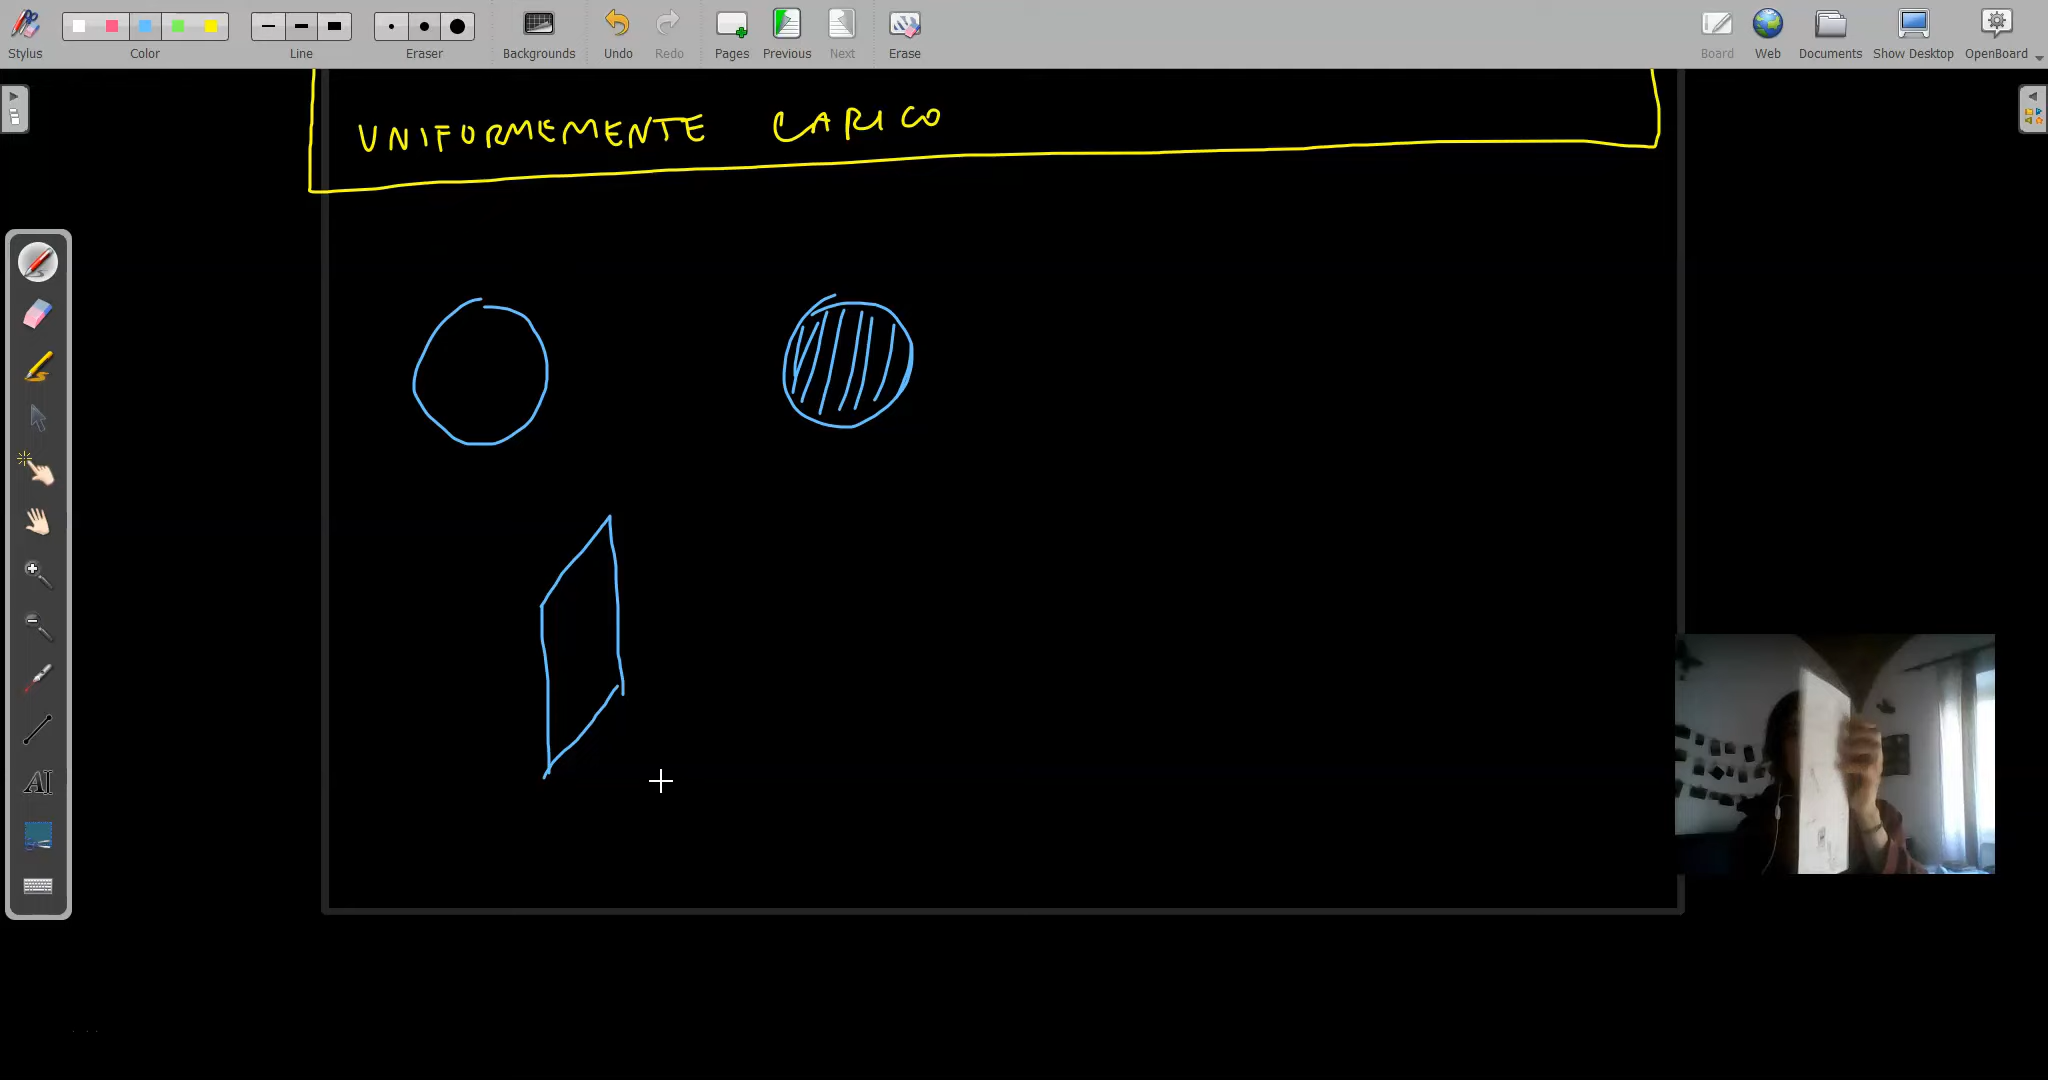 Stylus Color Line Eraser Backgrounds Undo Redo Pages Previous Next Erase Board Web Documents Show Desktop OpenBoard
UNIFORMEMENTE CARICO
AI